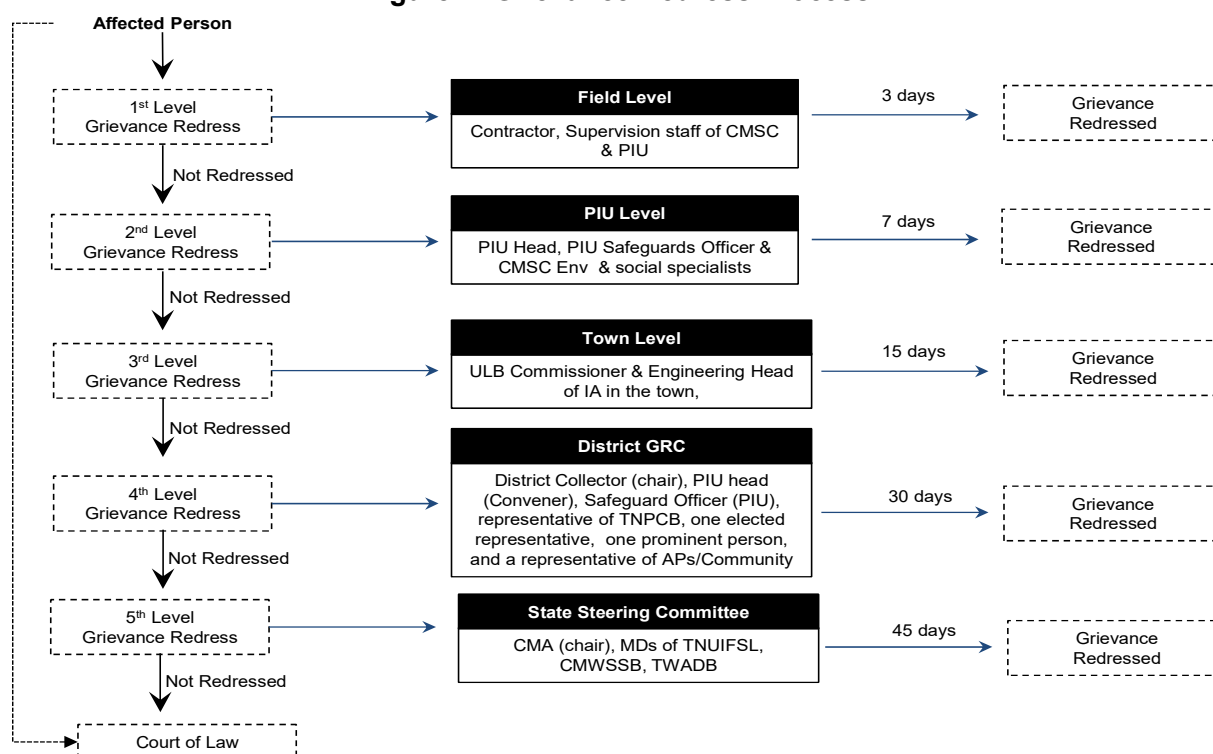 Affected Person
1st Level
Grievance Redress
Field Level
Contractor, Supervision staff of CMSC
& PIU
3 days
Grievance
Redressed
Not Redressed
2nd Level
Grievance Redress
PIU Level
PIU Head, PIU Safeguards Officer &
CMSC Env & social specialists
7 days
Grievance
Redressed
Not Redressed
3rd Level
Grievance Redress
Town Level
ULB Commissioner & Engineering Head
of IA in the town,
15 days
Grievance
Redressed
Not Redressed
4th Level
Grievance Redress
District GRC
District Collector (chair), PIU head
(Convener), Safeguard Officer (PIU),
representative of TNPCB, one elected
representative, one prominent person,
and a representative of APs/Community
30 days
Grievance
Redressed
Not Redressed
5th Level
Grievance Redress
State Steering Committee
CMA (chair), MDs of TNUIFSL,
CMWSSB, TWADB
45 days
Grievance
Redressed
Not Redressed
Court of Law